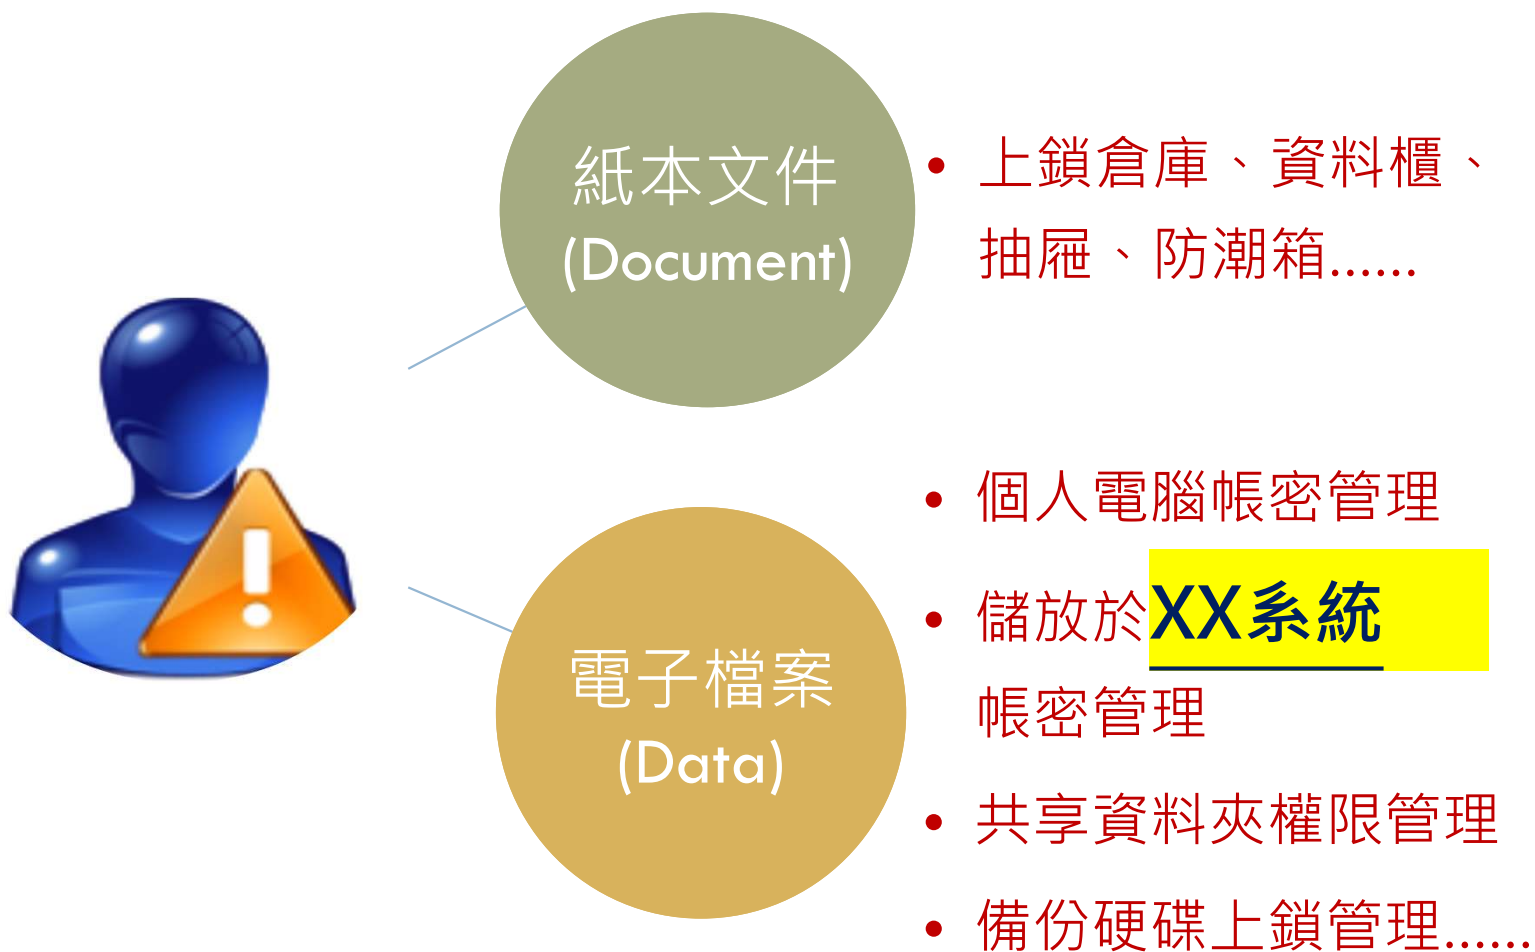 紙本文件
(Document)
• 上鎖倉庫、資料櫃、
抽屜、防潮箱……
電子檔案
(Data)
• 個人電腦帳密管理
• 儲放於XX系統
帳密管理
• 共享資料夾權限管理
• 備份硬碟上鎖管理……